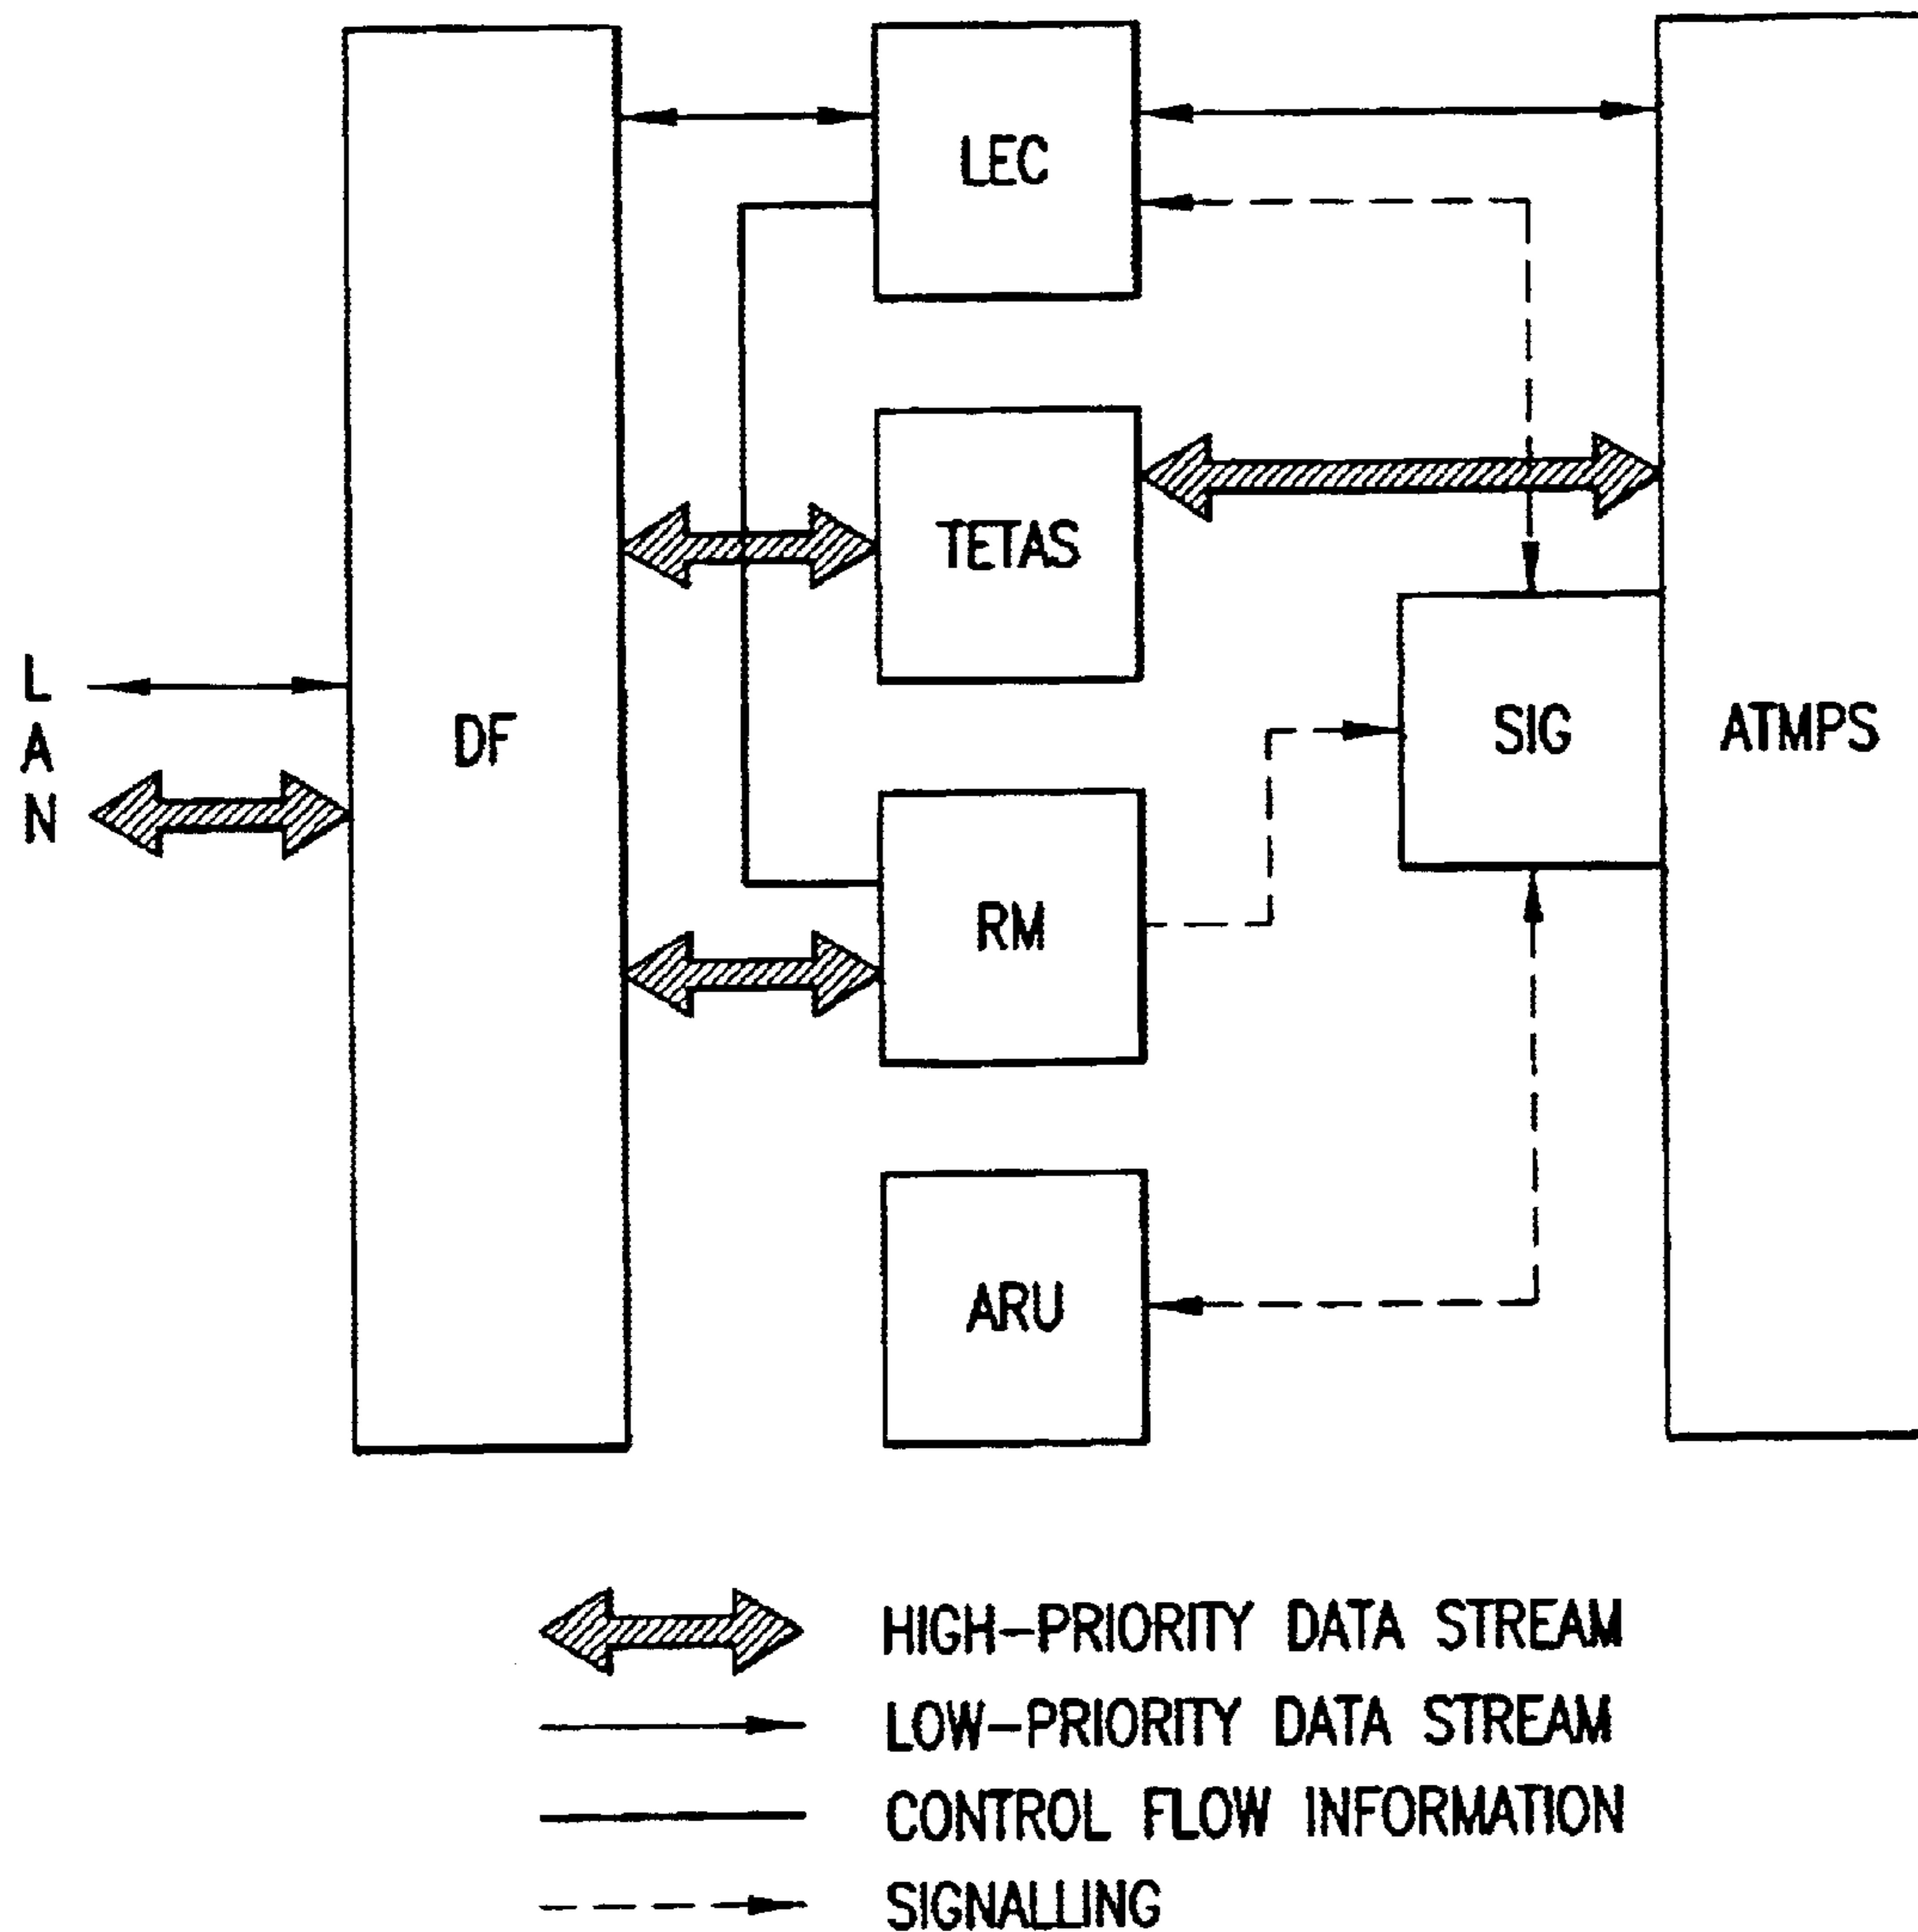 LEC
TETAS
L
A
N
DF
SIG
ATMPS
RM
ARU
HIGH-PRIORITY DATA STREAM
LOW-PRIORITY DATA STREAM
CONTROL FLOW INFORMATION
SIGNALLING